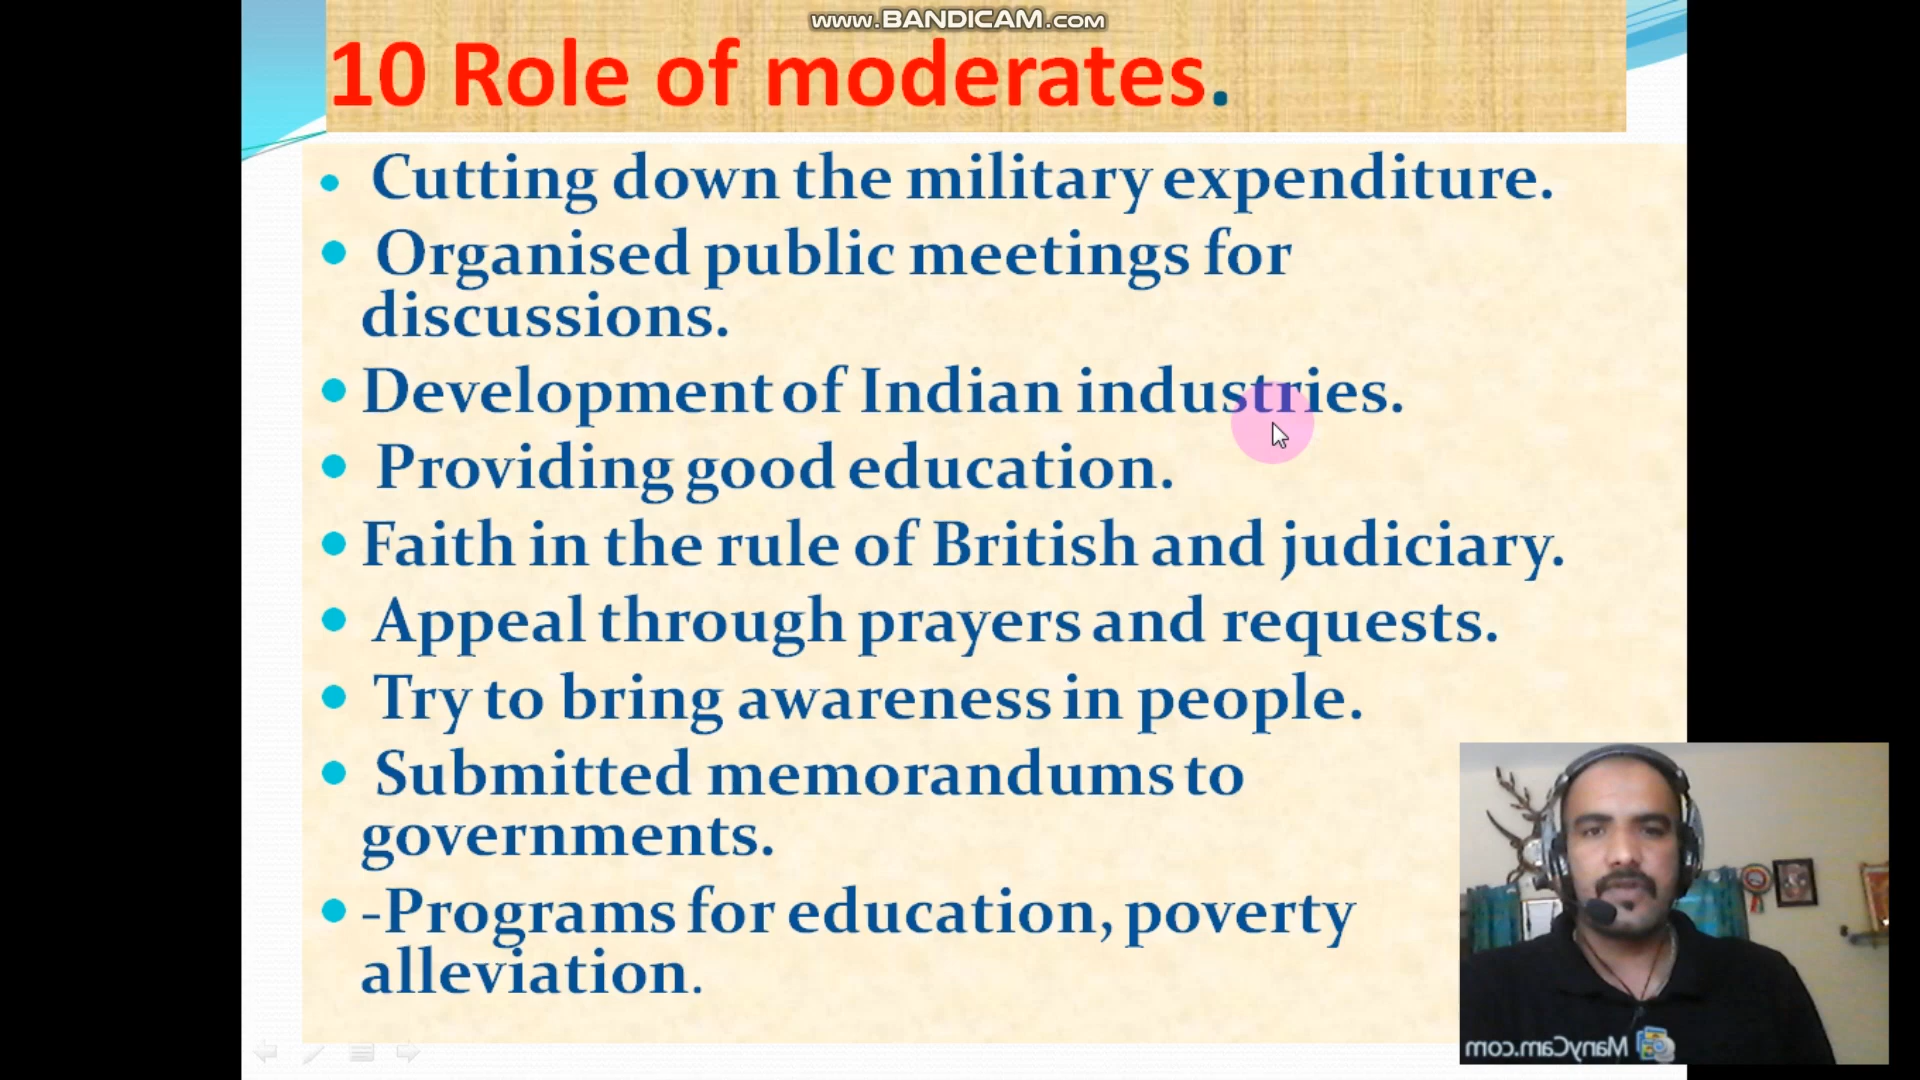 www.BANDICAM.com
10 Role of moderates.
• Cutting down the military expenditure.
• Organised public meetings for
discussions.
• Development of Indian industries.
• Providing good education.
• Faith in the rule of British and judiciary.
• Appeal through prayers and requests.
• Try to bring awareness in people.
• Submitted memorandums to
governments.
• -Programs for education, poverty
alleviation.
ManyCam.com